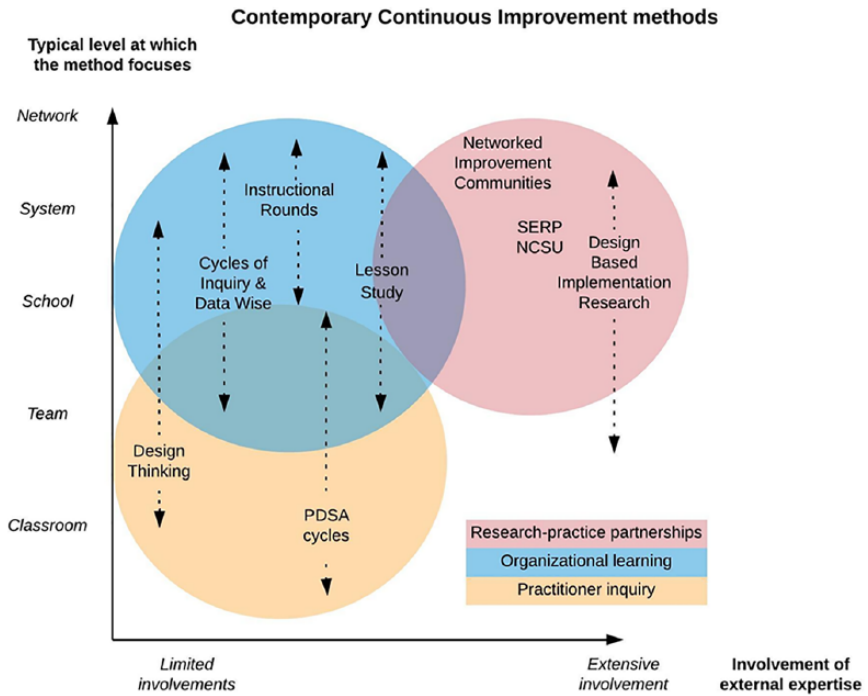 Contemporary Continuous Improvement methods
Typical level at which
the method focuses
Network
System
School
Team
Classroom
Networked
Improvement
Communities
Instructional
Rounds
SERP
NCSU
Design
Based
Implementation
Research
Cycles of
Inquiry &
Data Wise
Lesson
Study
Design
Thinking
PDSA
cycles
Research-practice partnerships
Organizational learning
Practitioner inquiry
Limited
involvements
Extensive
involvement
Involvement of
external expertise